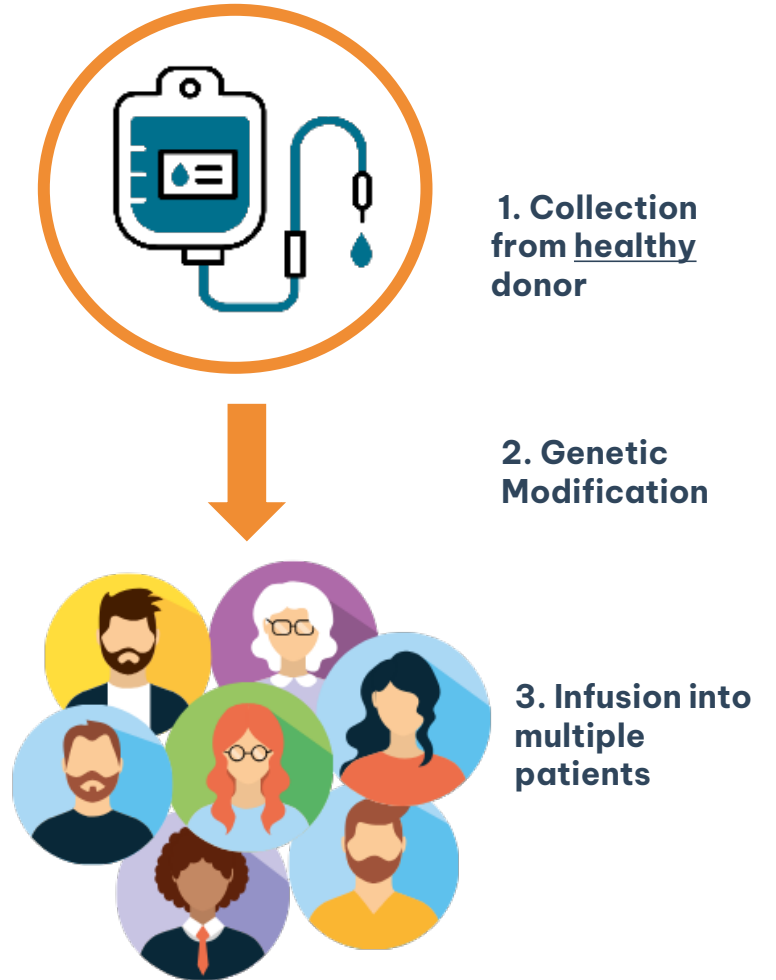 1. Collection
from healthy
donor
2. Genetic
Modification
3. Infusion into
multiple
patients